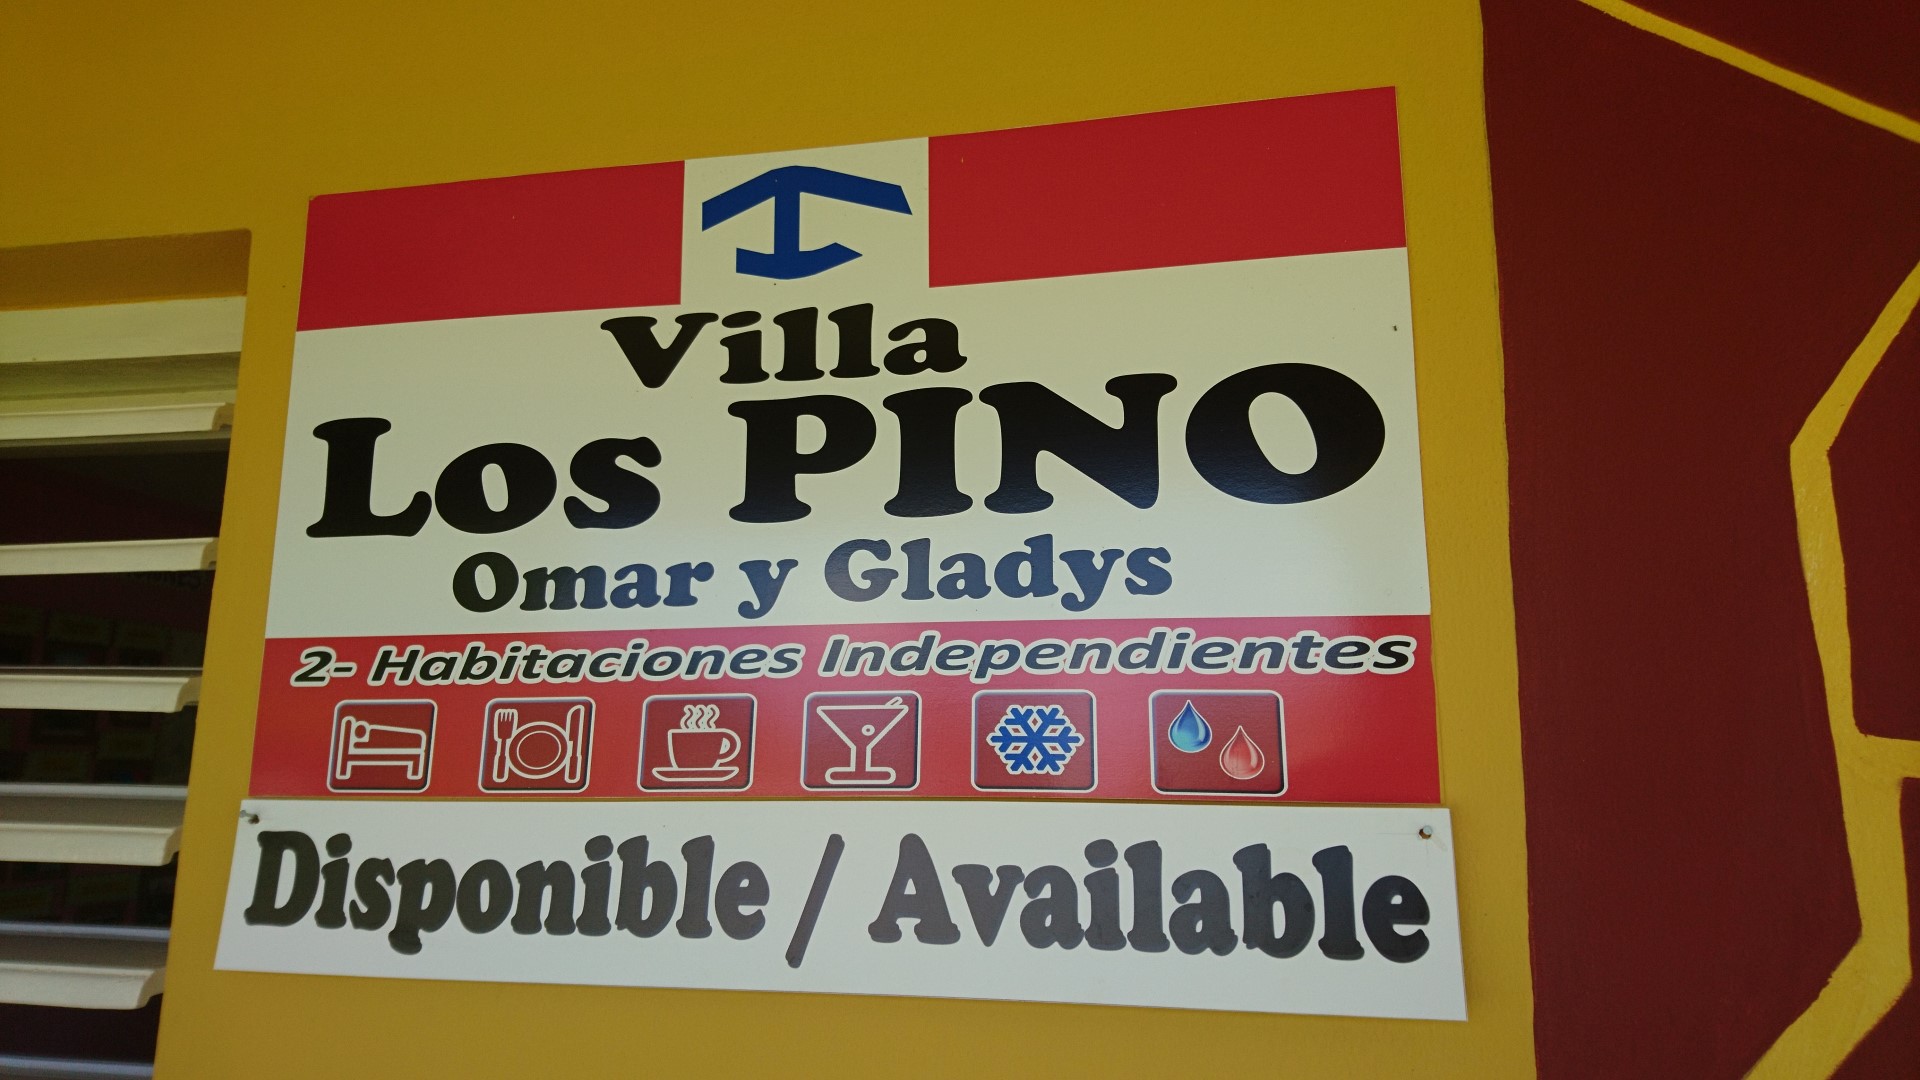 Villa
Los PINO
Omar y Gladys
2- Habitaciones Independientes
Disponible / Available